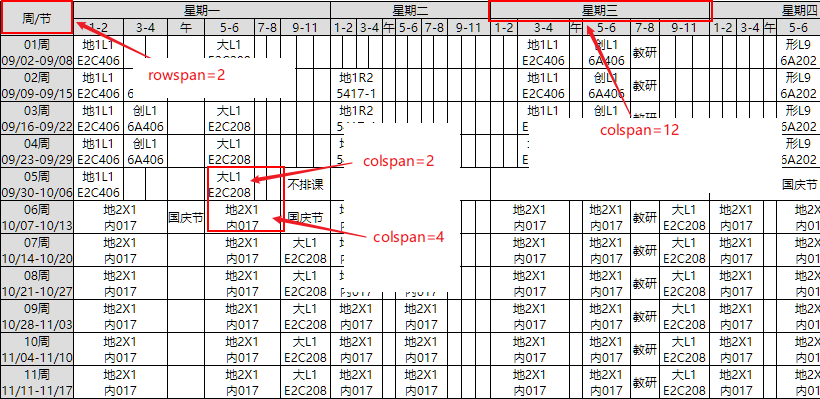 周/节 星期一 星期二 星期三 星期四
1-2 3-4 午 5-6 7-8 9-11 1-2 3-4 午 5-6 7-8 9-11 1-2 3-4 午 5-6 7-8 9-11 1-2 3-4 午 5-6
01周 地1L1 大L1 地1L1 创L1 教研 形L9
09/02-09/08 E2C406 E2C406 6A406 6A202
rowspan=2
02周 地1L1 地1R2 地1L1 创L1 形L9
09/09-09/15 E2C406 5417-1 E2C406 6A406 教研 6A202
03周 地1L1 创L1 大L1 地1R2 地1L1 创L1 形L9
09/16-09/22 E2C406 6A406 E2C208 6A202
colspan=12
04周 地1L1 创L1 大L1 形L9
09/23-09/29 E2C406 6A406 E2C208 6A202
colspan=2
05周 地1L1 大L1 不排课 国庆节
09/30-10/06 E2C406 E2C208
06周 地2X1 国庆节 地2X1 国庆节 地2X1 地2X1 教研 大L1 地2X1 地2X1
10/07-10/13 内017 内017 内017 内017 E2C208 内017 内017
colspan=4
07周 地2X1 地2X1 大L1 地2X1 地2X1 教研 大L1 地2X1 地2X1
10/14-10/20 内017 内017 E2C208 内017 内017 E2C208 内017 内017
08周 地2X1 地2X1 大L1 地2X1 地2X1 教研 大L1 地2X1 地2X1
10/21-10/27 内017 内017 E2C208 内017 内017 E2C208 内017 内017
09周 地2X1 地2X1 大L1 地2X1 地2X1 地2X1 地2X1 教研 大L1 地2X1 地2X1
10/28-11/03 内017 内017 E2C208 内017 内017 内017 内017 E2C208 内017 内017
10周 地2X1 地2X1 大L1 地2X1 地2X1 地2X1 地2X1 教研 大L1 地2X1 地2X1
11/04-11/10 内017 内017 E2C208 内017 内017 内017 内017 E2C208 内017 内017
11周 地2X1 地2X1 大L1 地2X1 地2X1 地2X1 地2X1 教研 大L1 地2X1 地2X1
11/11-11/17 内017 内017 E2C208 内017 内017 内017 内017 E2C208 内017 内017